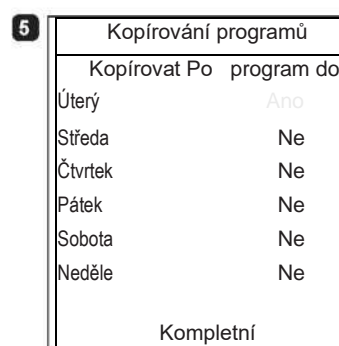 5
Kopírování programů
Kopírovat Po program do
Úterý Ano
Středa Ne
Čtvrtek Ne
Pátek Ne
Sobota Ne
Neděle Ne
Kompletní